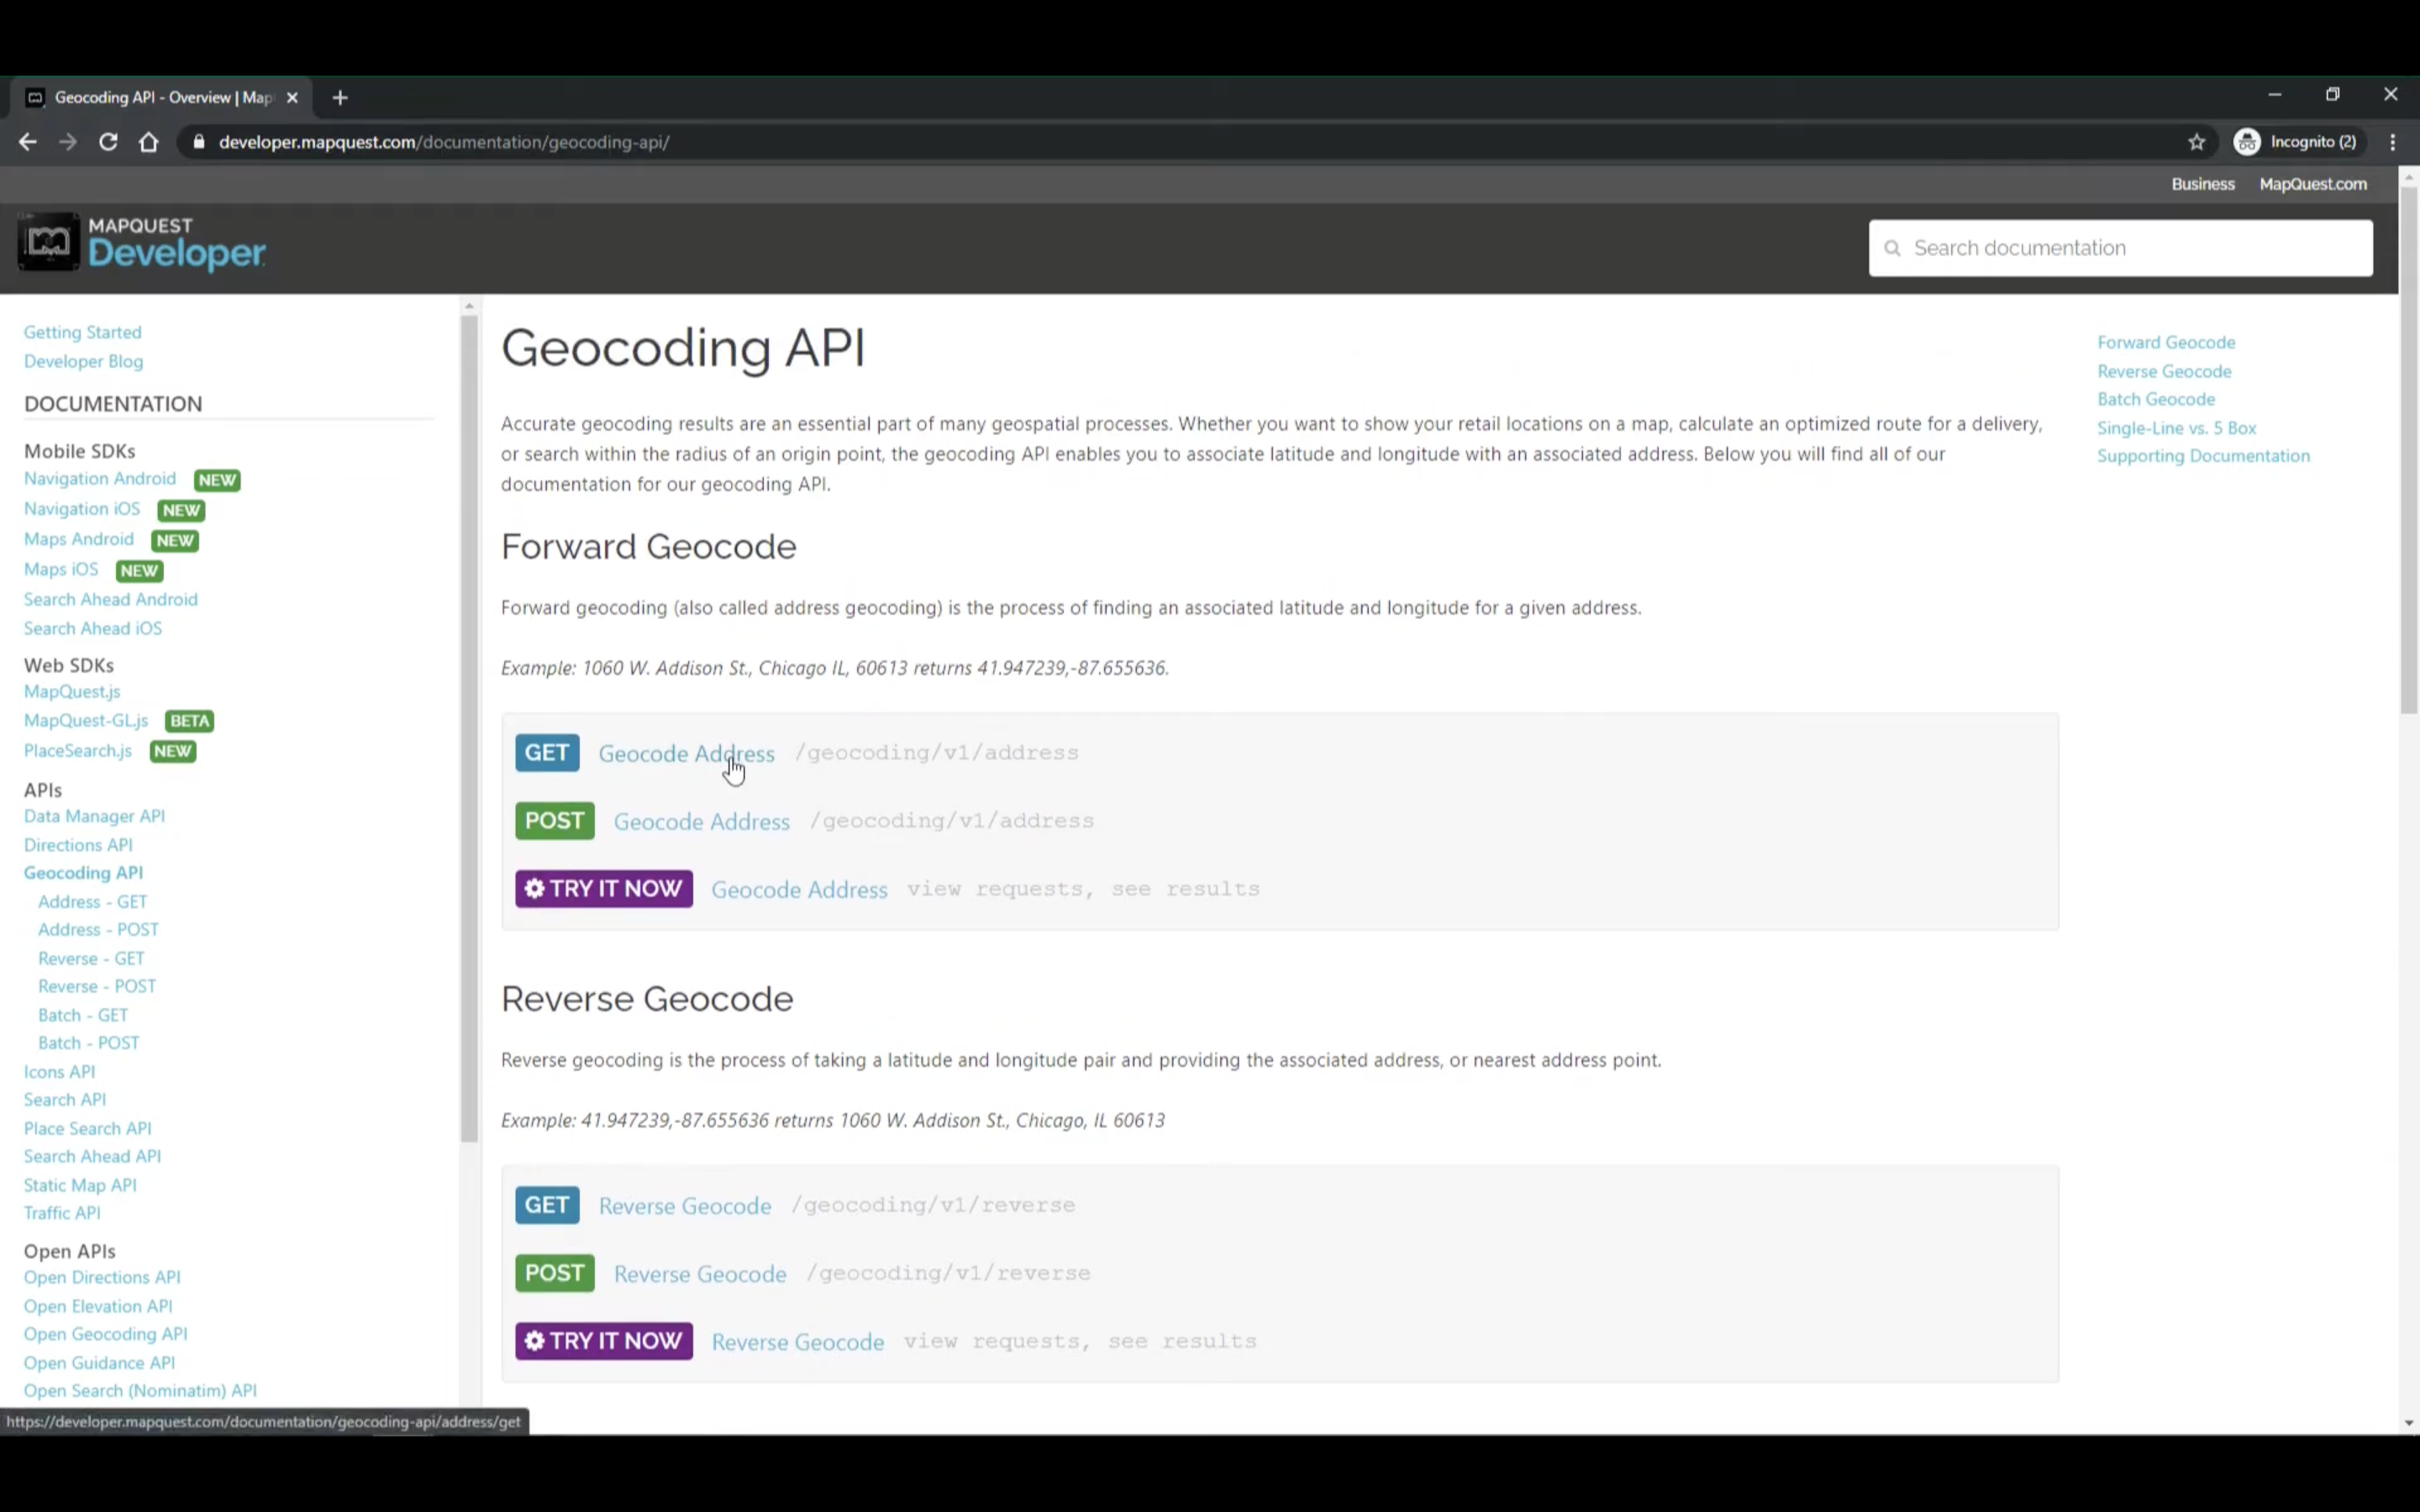 Geocoding API - Overview | Map
developer.mapquest.com/documentation/geocoding-api/
Incognito (2)
Business MapQuest.com
MAPQUEST
Developer
Search documentation
Getting Started
Developer Blog
DOCUMENTATION
Mobile SDKs
Navigation Android NEW
Navigation iOS NEW
Maps Android NEW
Maps iOS NEW
Search Ahead Android
Search Ahead iOS
Web SDKs
MapQuest.js
MapQuest-GL.js BETA
PlaceSearch.js NEW
APIs
Data Manager API
Directions API
Geocoding API
Address - GET
Address - POST
Reverse - GET
Reverse - POST
Batch - GET
Batch - POST
Icons API
Search API
Place Search API
Search Ahead API
Static Map API
Traffic API
Open APIs
Open Directions API
Open Elevation API
Open Geocoding API
Open Guidance API
Open Search (Nominatim) API
Geocoding API
Accurate geocoding results are an essential part of many geospatial processes. Whether you want to show your retail locations on a map, calculate an optimized route for a delivery,
or search within the radius of an origin point, the geocoding API enables you to associate latitude and longitude with an associated address. Below you will find all of our
documentation for our geocoding API.
Forward Geocode
Forward geocoding (also called address geocoding) is the process of finding an associated latitude and longitude for a given address.
Example: 1060 W. Addison St., Chicago IL, 60613 returns 41.947239,-87.655636.
GET Geocode Address /geocoding/v1/address
POST Geocode Address /geocoding/v1/address
TRY IT NOW Geocode Address view requests, see results
Reverse Geocode
Reverse geocoding is the process of taking a latitude and longitude pair and providing the associated address, or nearest address point.
Example: 41.947239,-87.655636 returns 1060 W. Addison St., Chicago, IL 60613
GET Reverse Geocode /geocoding/v1/reverse
POST Reverse Geocode /geocoding/v1/reverse
TRY IT NOW Reverse Geocode view requests, see results
Forward Geocode
Reverse Geocode
Batch Geocode
Single-Line vs. 5 Box
Supporting Documentation
https://developer.mapquest.com/documentation/geocoding-api/address/get